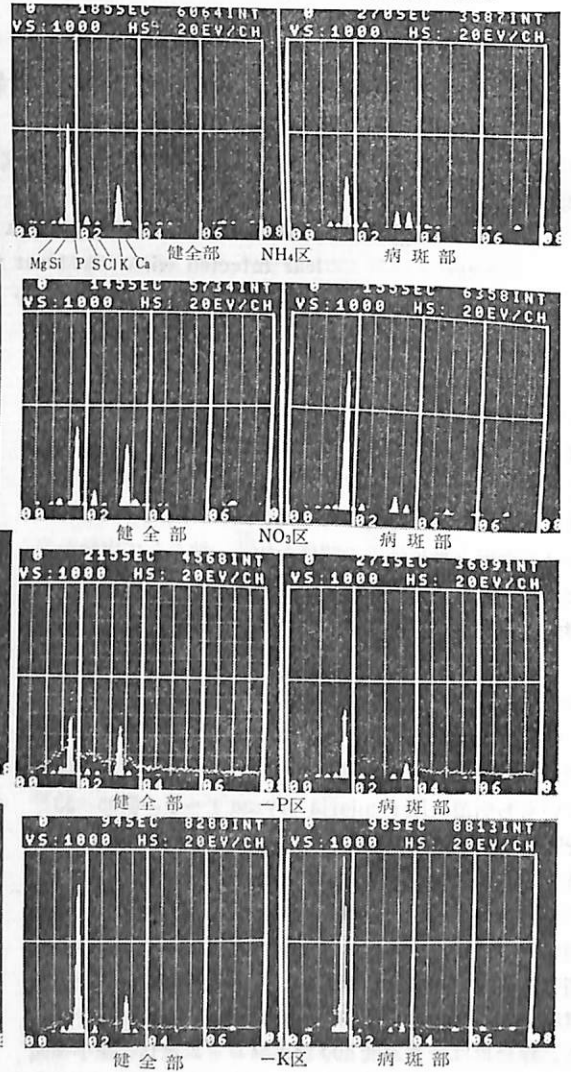 0 185SEC 6064INT
VS:1000 HS: 20EV/CH
0 270SEC 3587INT
VS:1000 HS: 20EV/CH
00 02 04 06 08
00 02 04 06 08
MgSi P SClK Ca
健全部 NH₄区 病斑部
0 145SEC 5734INT
VS:1000 HS: 20EV/CH
0 155SEC 6358INT
VS:1000 HS: 20EV/CH
00 02 04 06
00 02 04 06 08
健全部 NO₃区 病斑部
0 215SEC 4568INT
VS:1000 HS: 20EV/CH
0 271SEC 3689INT
VS:1000 HS: 20EV/CH
00 02 04 06
00 02 04 06 08
健全部 -P区 病斑部
0 94SEC 8280INT
VS:1000 HS: 20EV/CH
0 98SEC 8813INT
VS:1000 HS: 20EV/CH
00 02 04 06
00 02 04 06 08
健全部 -K区 病斑部